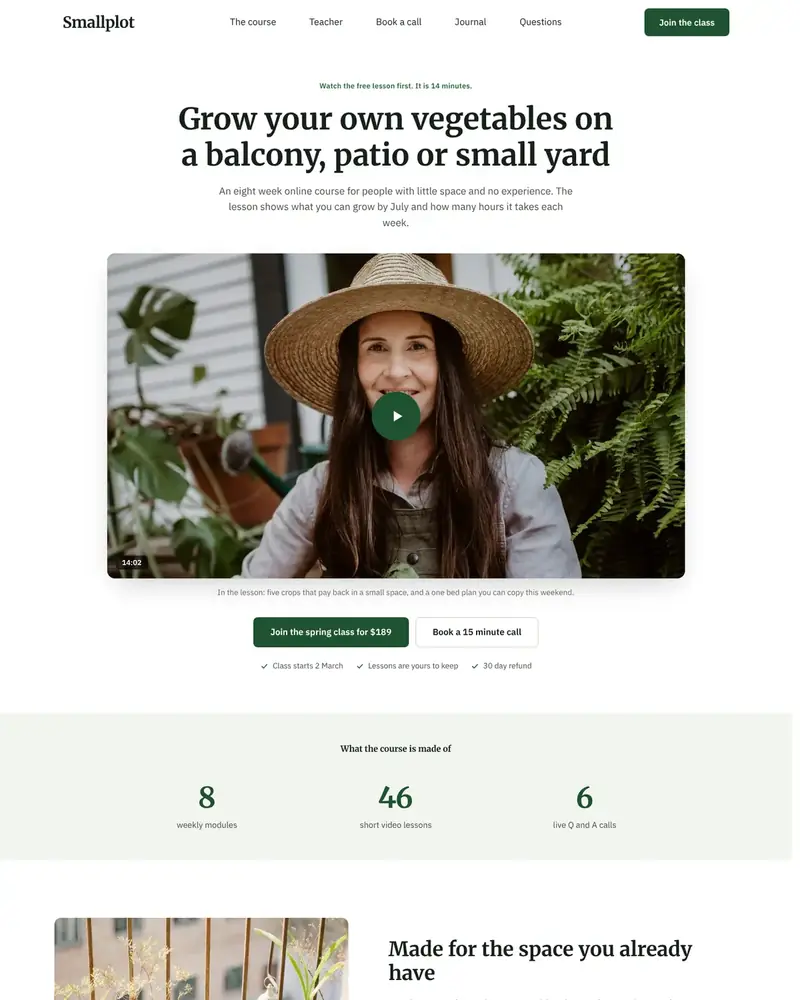 Smallplot
The course
Teacher
Book a call
Journal
Questions
Join the class
Watch the free lesson first. It is 14 minutes.
Grow your own vegetables on
a balcony, patio or small yard
An eight week online course for people with little space and no experience. The
lesson shows what you can grow by July and how many hours it takes each
week.
14:02
In the lesson: five crops that pay back in a small space, and a one bed plan you can copy this weekend.
Join the spring class for $189
Book a 15 minute call
Class starts 2 March
Lessons are yours to keep
30 day refund
What the course is made of
8
weekly modules
46
short video lessons
6
live Q and A calls
Made for the space you already
have